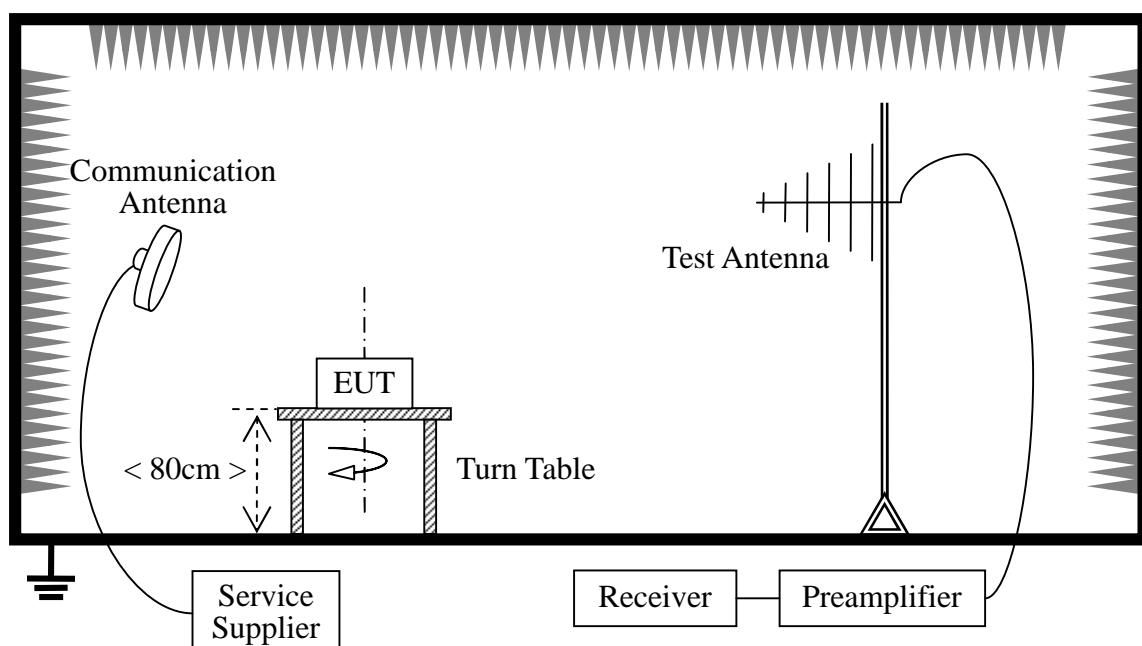 Communication
Antenna
Test Antenna
EUT
< 80cm >
Turn Table
Service
Supplier
Receiver
Preamplifier